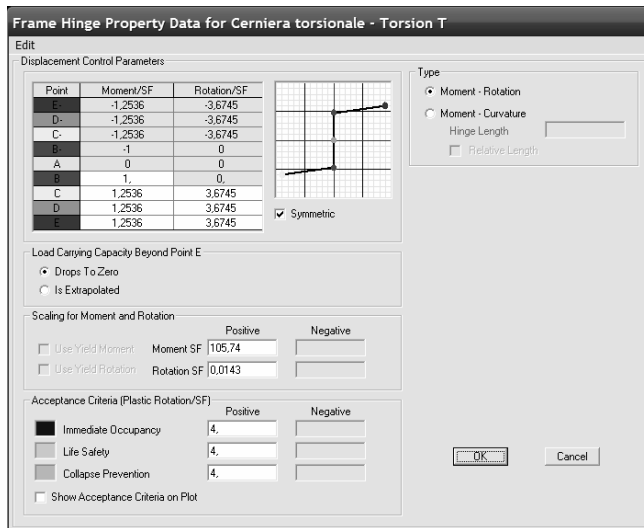 Frame Hinge Property Data for Cerniera torsionale - Torsion T
Edit
Displacement Control Parameters
Point Moment/SF Rotation/SF
E- -1,2536 -3,6745
D- -1,2536 -3,6745
C- -1,2536 -3,6745
B- -1 0
A 0 0
B 1, 0,
C 1,2536 3,6745
D 1,2536 3,6745
E 1,2536 3,6745
Symmetric
Type
Moment - Rotation
Moment - Curvature
Hinge Length
Relative Length
Load Carrying Capacity Beyond Point E
Drops To Zero
Is Extrapolated
Scaling for Moment and Rotation
Positive Negative
Use Yield Moment Moment SF 105,74
Use Yield Rotation Rotation SF 0,0143
Acceptance Criteria (Plastic Rotation/SF)
Positive Negative
Immediate Occupancy 4,
Life Safety 4,
Collapse Prevention 4,
Show Acceptance Criteria on Plot
OK Cancel